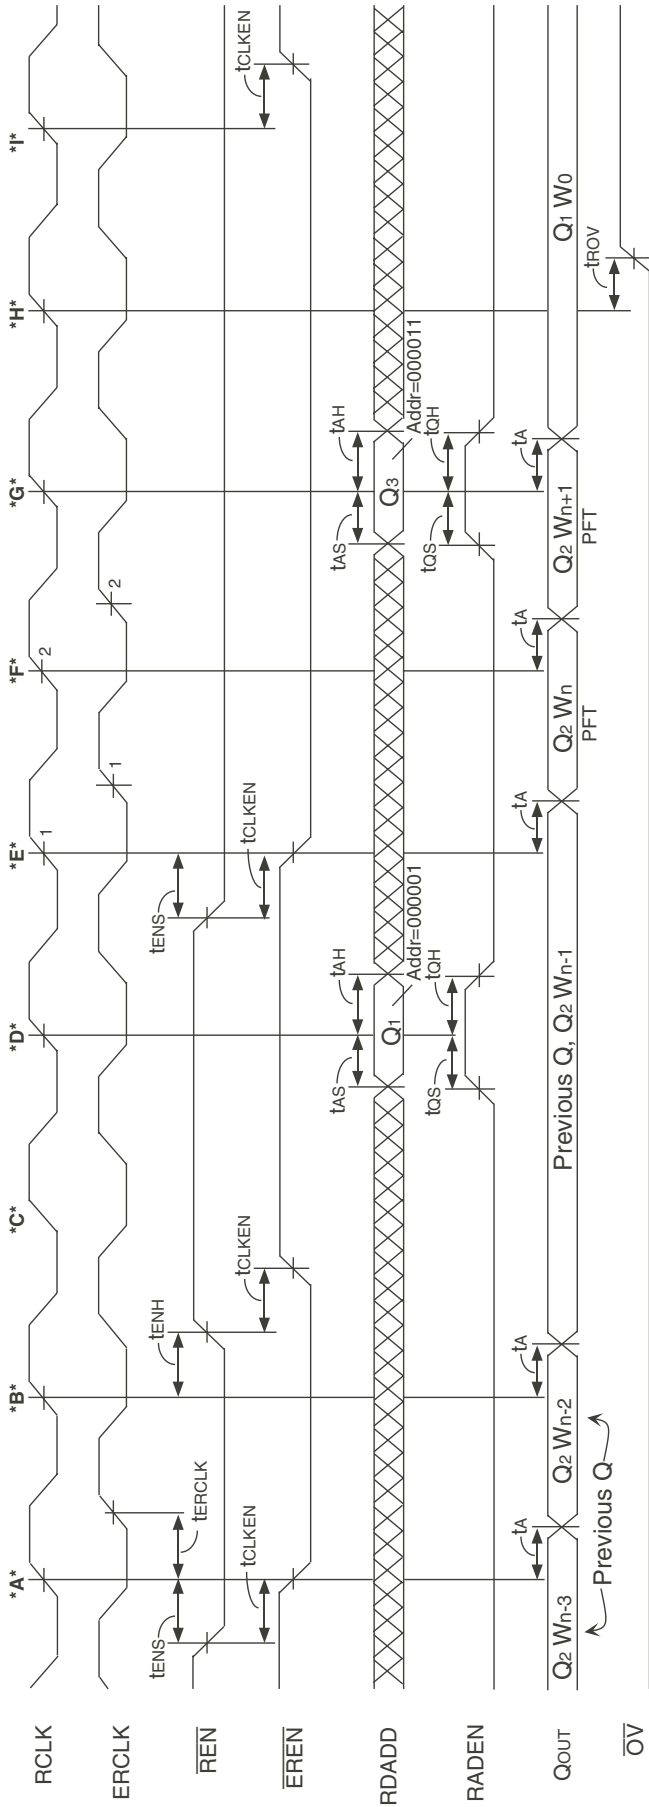 *A*
*B*
*C*
*D*
*E*
*F*
*G*
*H*
*I*
RCLK
1
2
ERCLK
1
2
REN
tENS
tERCLK
tENH
tENS
EREN
tCLKEN
tCLKEN
tCLKEN
tCLKEN
RDADD
tAS
tAH
Q1
Addr=000001
tAS
tAH
Q3
Addr=000011
RADEN
tQS
tQH
tQS
tQH
QOUT
tA
tA
tA
tA
tA
Q2 Wn-3
Q2 Wn-2
Previous Q, Q2 Wn-1
Q2 Wn
Q2 Wn+1
Q1 W0
Previous Q
PFT
PFT
OV
tROV